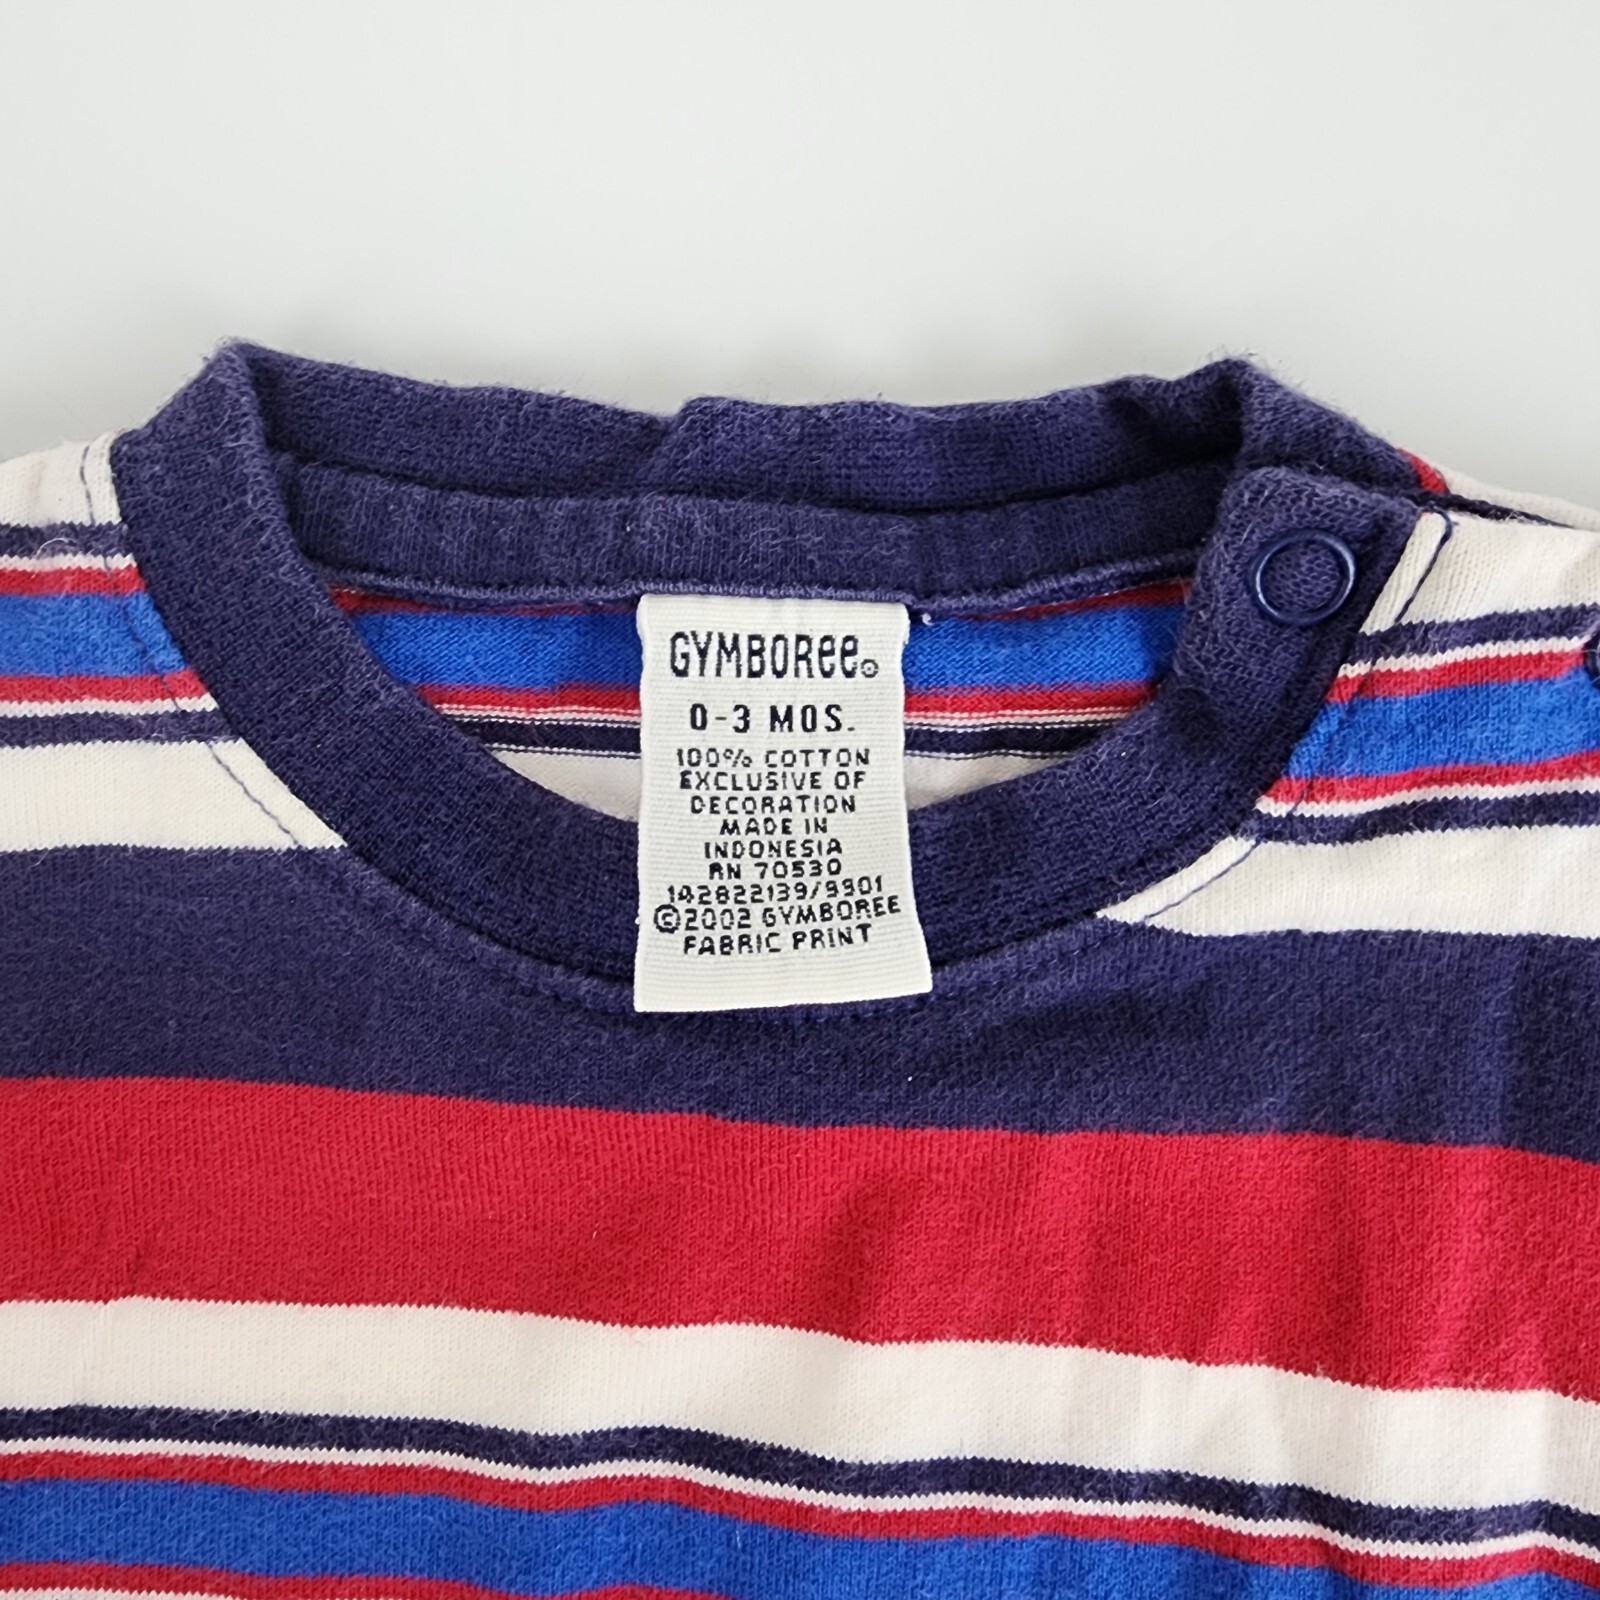 GYMBOREE®
0-3 MOS.
100% COTTON
EXCLUSIVE OF
DECORATION
MADE IN
INDONESIA
RN 70530
142822139/9901
©2002 GYMBOREE
FABRIC PRINT